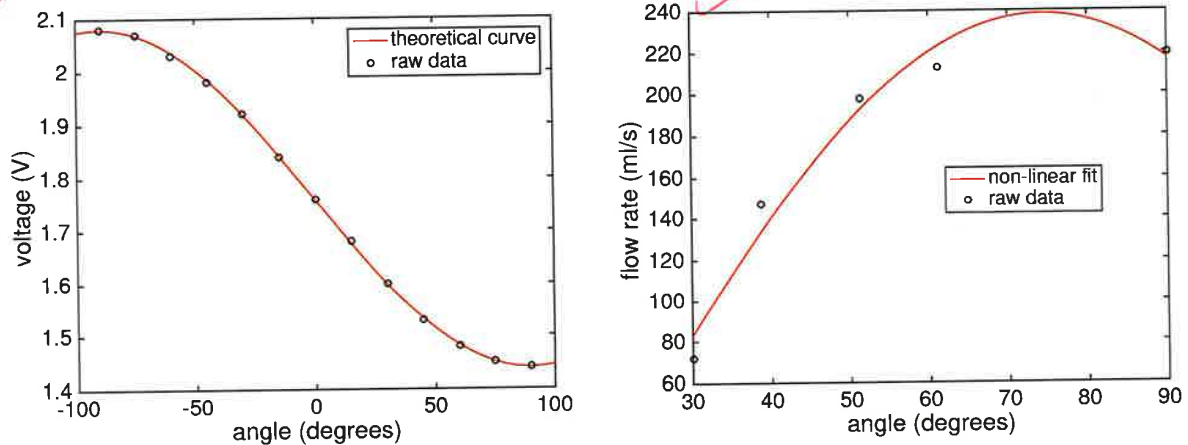 2.1
2
1.9
1.8
1.7
1.6
1.5
1.4
voltage (V)
-100 -50 0 50 100
angle (degrees)
theoretical curve
raw data
240
220
200
180
160
140
120
100
80
60
flow rate (ml/s)
30 40 50 60 70 80 90
angle (degrees)
non-linear fit
raw data